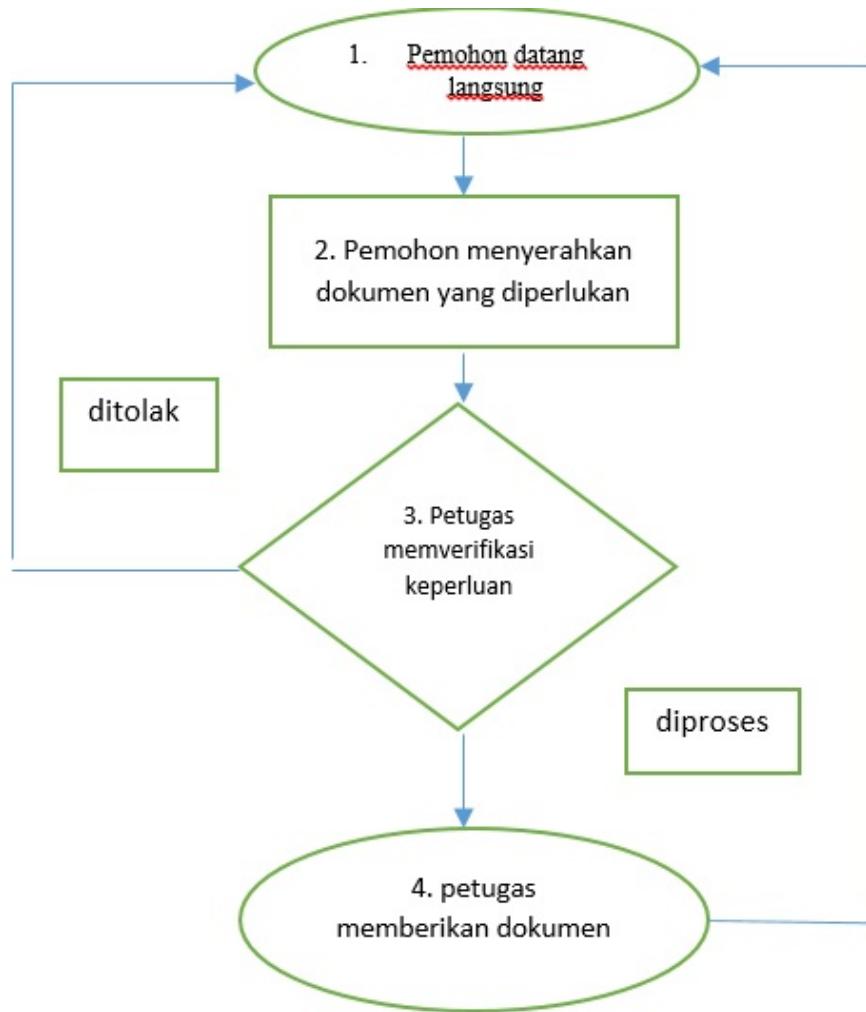 1. Pemohon datang
langsung
2. Pemohon menyerahkan
dokumen yang diperlukan
ditolak
3. Petugas
memverifikasi
keperluan
diproses
4. petugas
memberikan dokumen